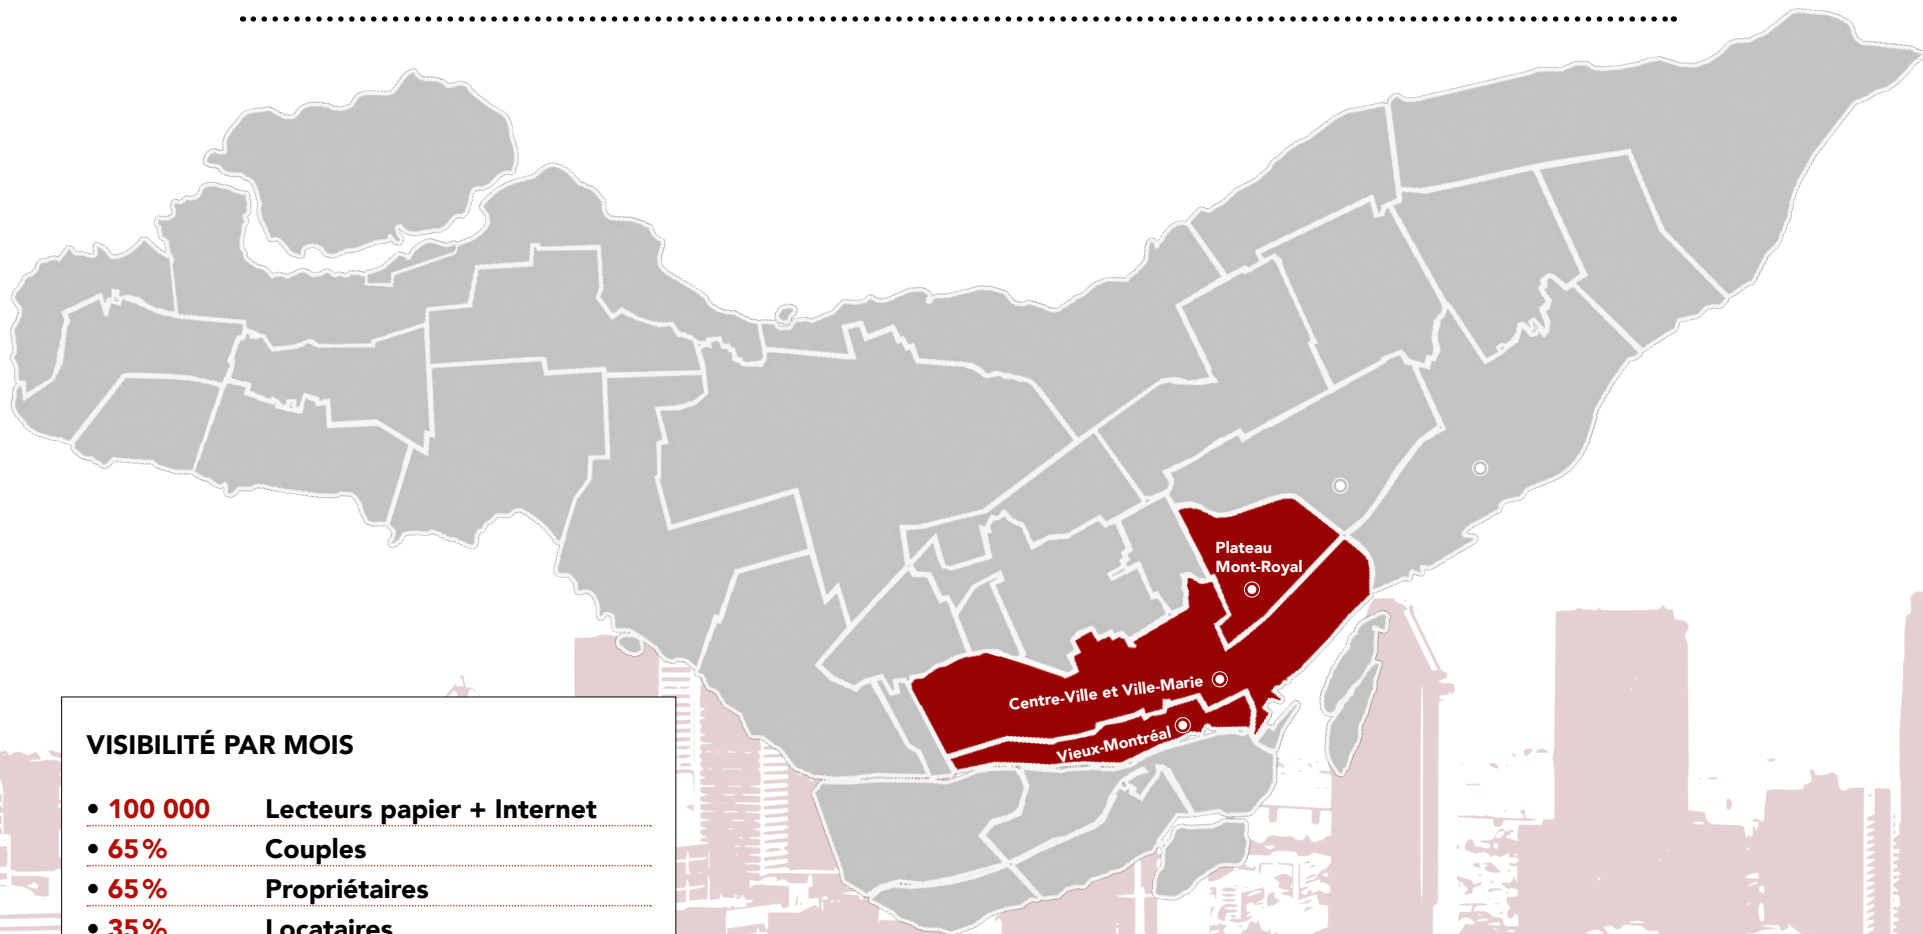 Plateau
Mont-Royal
Centre-Ville et Ville-Marie
Vieux-Montréal
VISIBILITÉ PAR MOIS
• 100 000 Lecteurs papier + Internet
• 65% Couples
• 65% Propriétaires
• 35% Locataires